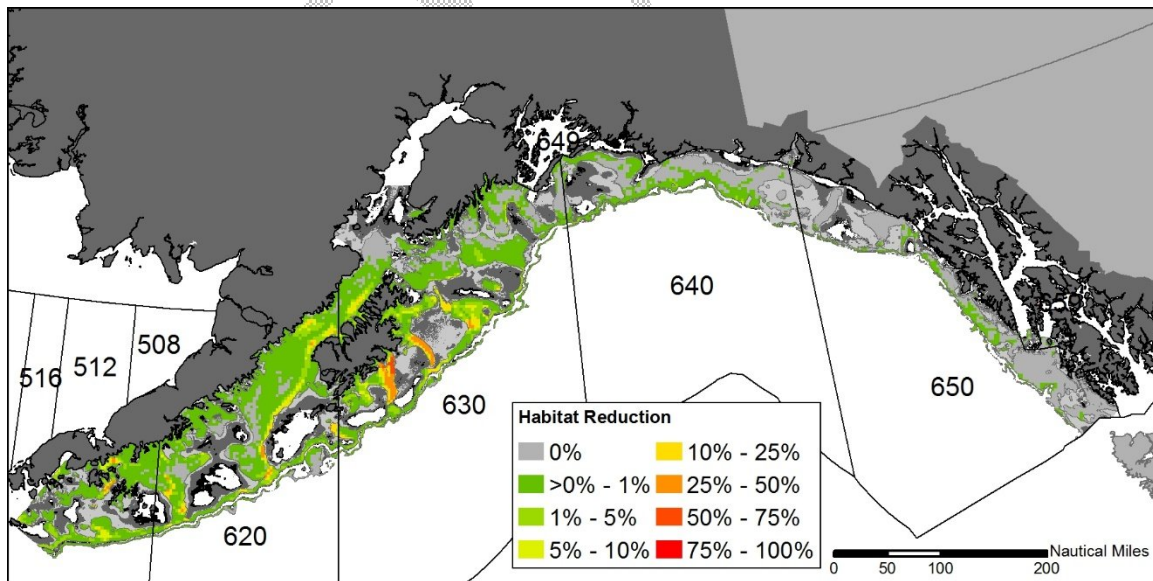 649
640
516
512
508
650
630
620
Habitat Reduction
0%
>0% - 1%
1% - 5%
5% - 10%
10% - 25%
25% - 50%
50% - 75%
75% - 100%
Nautical Miles
0 50 100 200